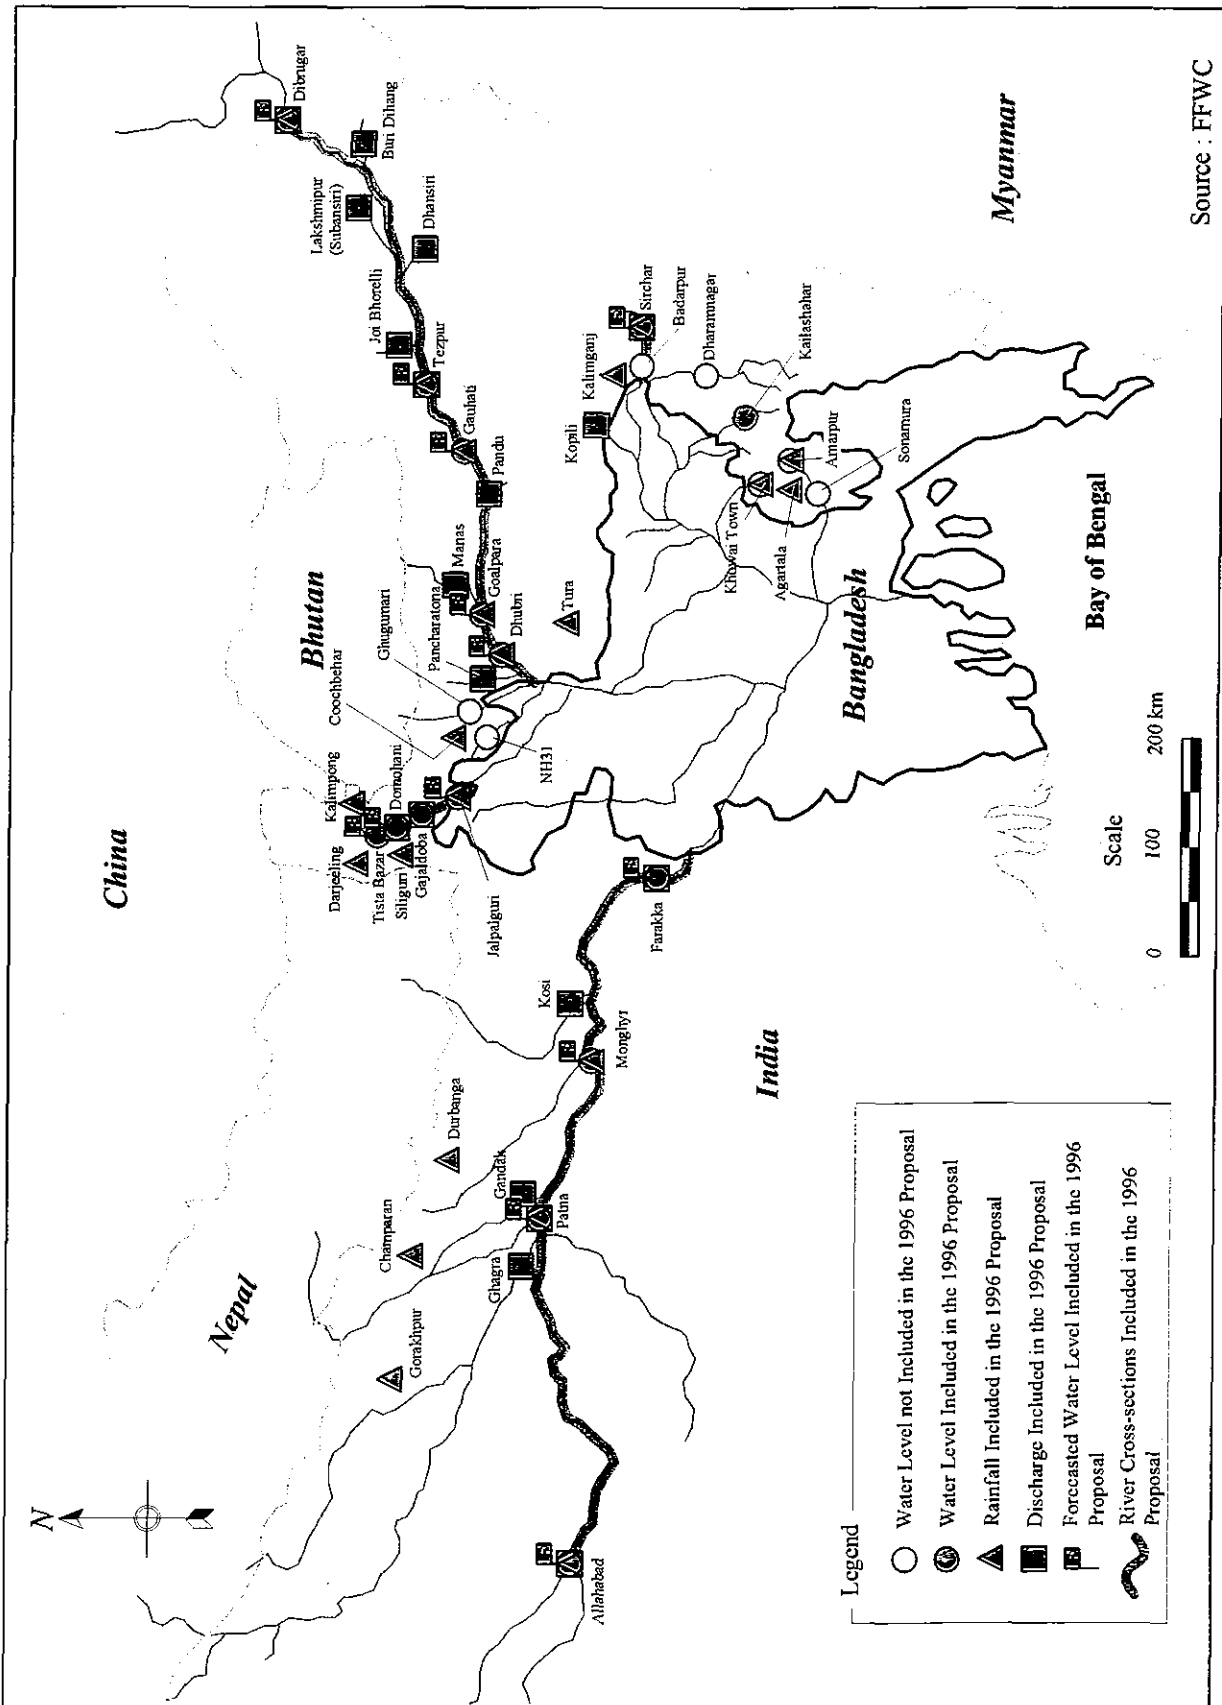 N
China
Nepal
Bhutan
India
Bangladesh
Myanmar
Bay of Bengal
Dibrugar
Buri Dihang
Lakshmipur
(Subansiri)
Dhansiri
Joi Bhorelli
Tezpur
Gauhati
Pandu
Manas
Goalpara
Pancharatona
Dhubri
Ghugumari
Coochbehar
NH31
Kalimpong
Domohani
Darjeeling
Tista Bazar
Siliguri
Gajaldoba
Jalpaiguri
Tura
Kopili
Kalimganj
Sirchar
Badarpur
Dharamnagar
Kailashahar
Khowai Town
Amarpur
Agartala
Sonamura
Farakka
Kosi
Monghyr
Durbanga
Gandak
Patna
Champaran
Ghagra
Gorakhpur
Allahabad
Legend
Water Level not Included in the 1996 Proposal
Water Level Included in the 1996 Proposal
Rainfall Included in the 1996 Proposal
Discharge Included in the 1996 Proposal
Forecasted Water Level Included in the 1996
Proposal
River Cross-sections Included in the 1996
Proposal
Scale
0 100 200 km
Source : FFWC